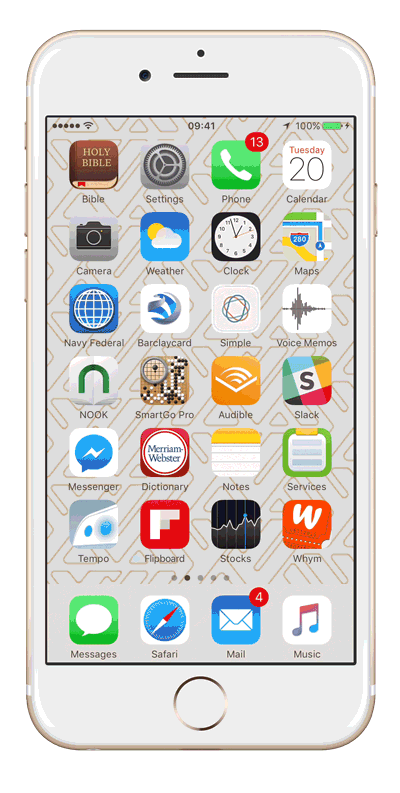 09:41 100%
13
HOLY BIBLE Tuesday 20
Bible Settings Phone Calendar
280
Camera Weather Clock Maps
Navy Federal Barclaycard Simple Voice Memos
S
NOOK SmartGo Pro Audible Slack
Merriam-Webster
Messenger Dictionary Notes Services
W
Tempo Flipboard Stocks Whym
4
Messages Safari Mail Music